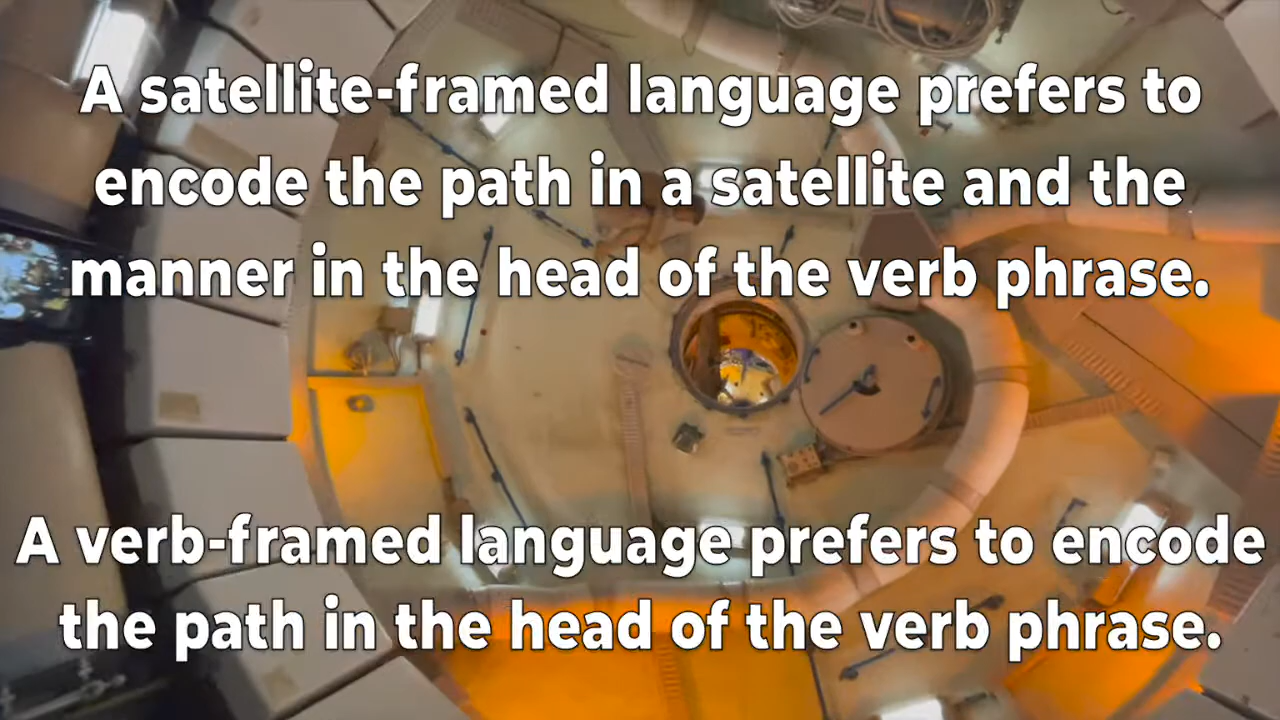 A satellite-framed language prefers to
encode the path in a satellite and the
manner in the head of the verb phrase.
A verb-framed language prefers to encode
the path in the head of the verb phrase.